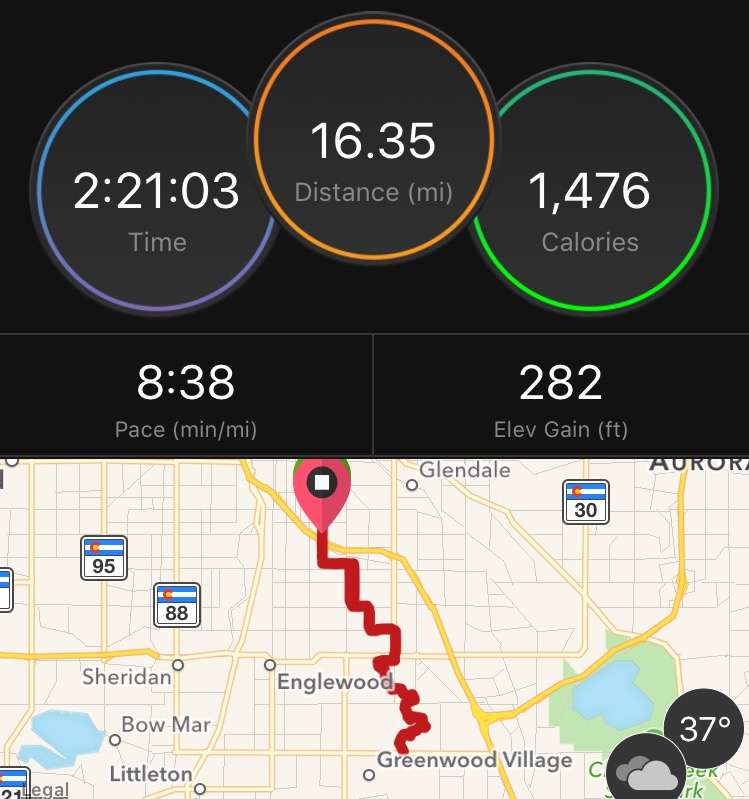 16.35
Distance (mi)
2:21:03
Time
1,476
Calories
8:38
Pace (min/mi)
282
Elev Gain (ft)
Glendale
30
95
88
Sheridan
Englewood
Bow Mar
37°
Greenwood Village
Littleton
Legal